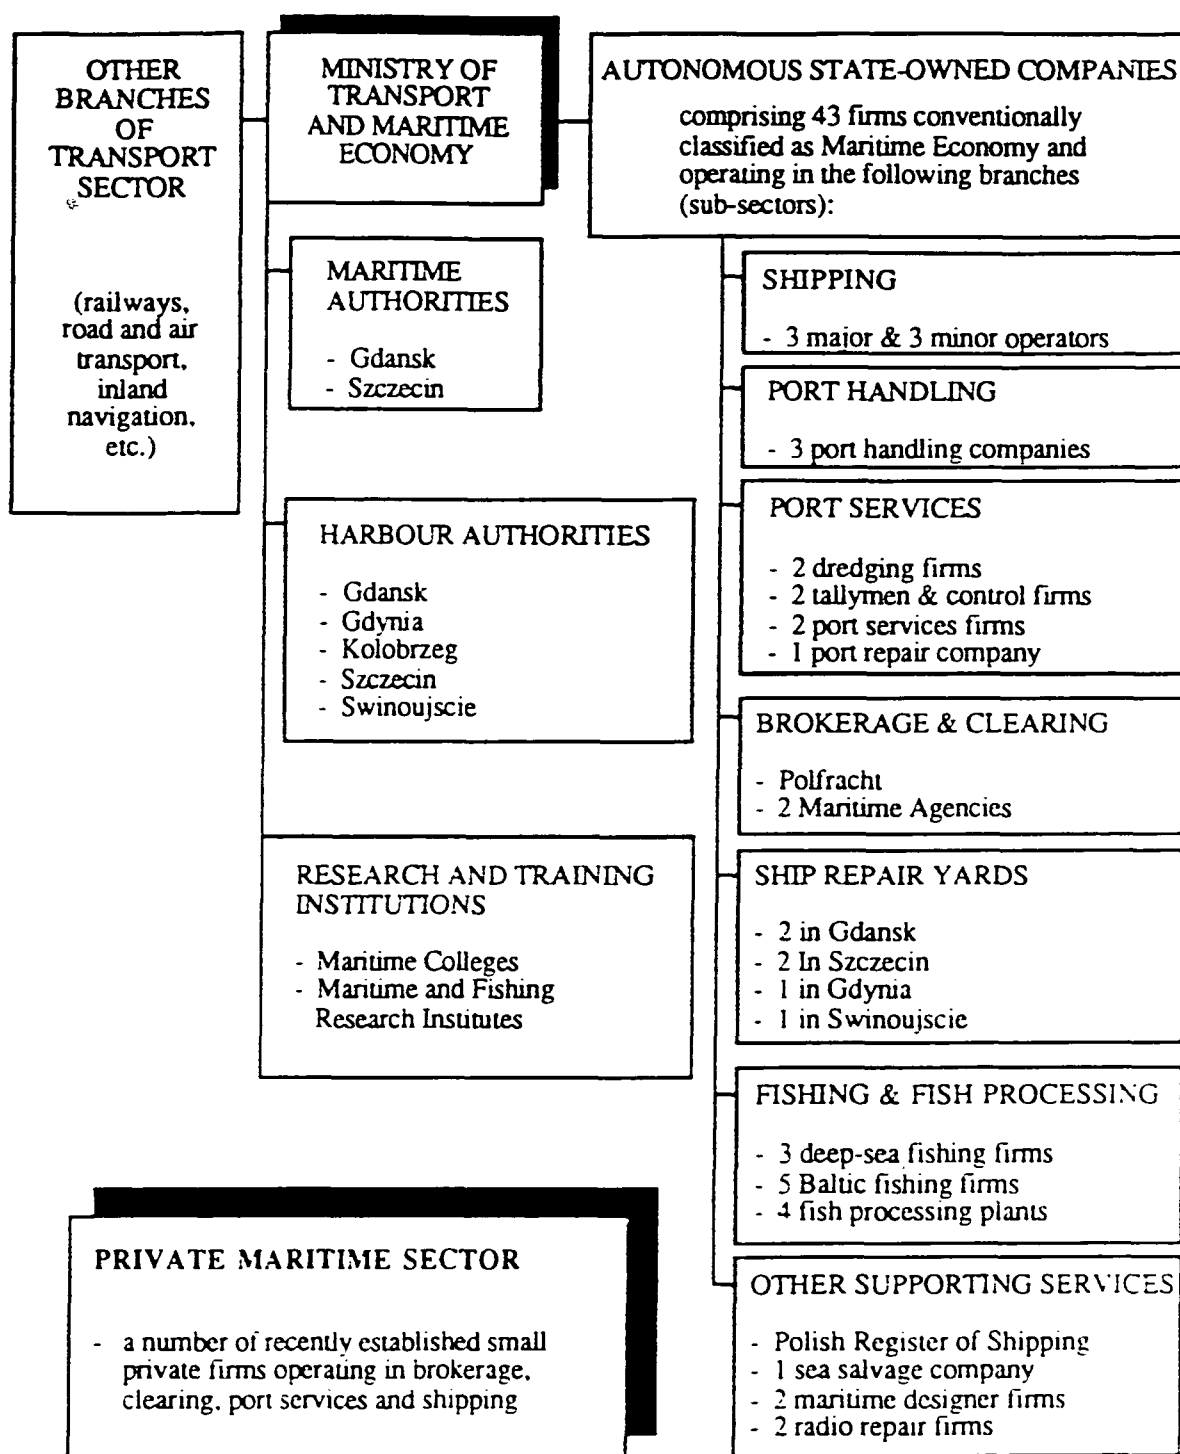 OTHER
BRANCHES
OF
TRANSPORT
SECTOR
(railways,
road and air
transport,
inland
navigation,
etc.)
MINISTRY OF
TRANSPORT
AND MARITIME
ECONOMY
MARITIME
AUTHORITIES
- Gdansk
- Szczecin
HARBOUR AUTHORITIES
- Gdansk
- Gdynia
- Kolobrzeg
- Szczecin
- Swinoujscie
RESEARCH AND TRAINING
INSTITUTIONS
- Maritime Colleges
- Maritime and Fishing
Research Institutes
AUTONOMOUS STATE-OWNED COMPANIES
comprising 43 firms conventionally
classified as Maritime Economy and
operating in the following branches
(sub-sectors):
SHIPPING
- 3 major & 3 minor operators
PORT HANDLING
- 3 port handling companies
PORT SERVICES
- 2 dredging firms
- 2 tallymen & control firms
- 2 port services firms
- 1 port repair company
BROKERAGE & CLEARING
- Polfracht
- 2 Maritime Agencies
SHIP REPAIR YARDS
- 2 in Gdansk
- 2 In Szczecin
- 1 in Gdynia
- 1 in Swinoujscie
FISHING & FISH PROCESSING
- 3 deep-sea fishing firms
- 5 Baltic fishing firms
- 4 fish processing plants
OTHER SUPPORTING SERVICES
- Polish Register of Shipping
- 1 sea salvage company
- 2 maritime designer firms
- 2 radio repair firms
PRIVATE MARITIME SECTOR
- a number of recently established small
private firms operating in brokerage,
clearing, port services and shipping